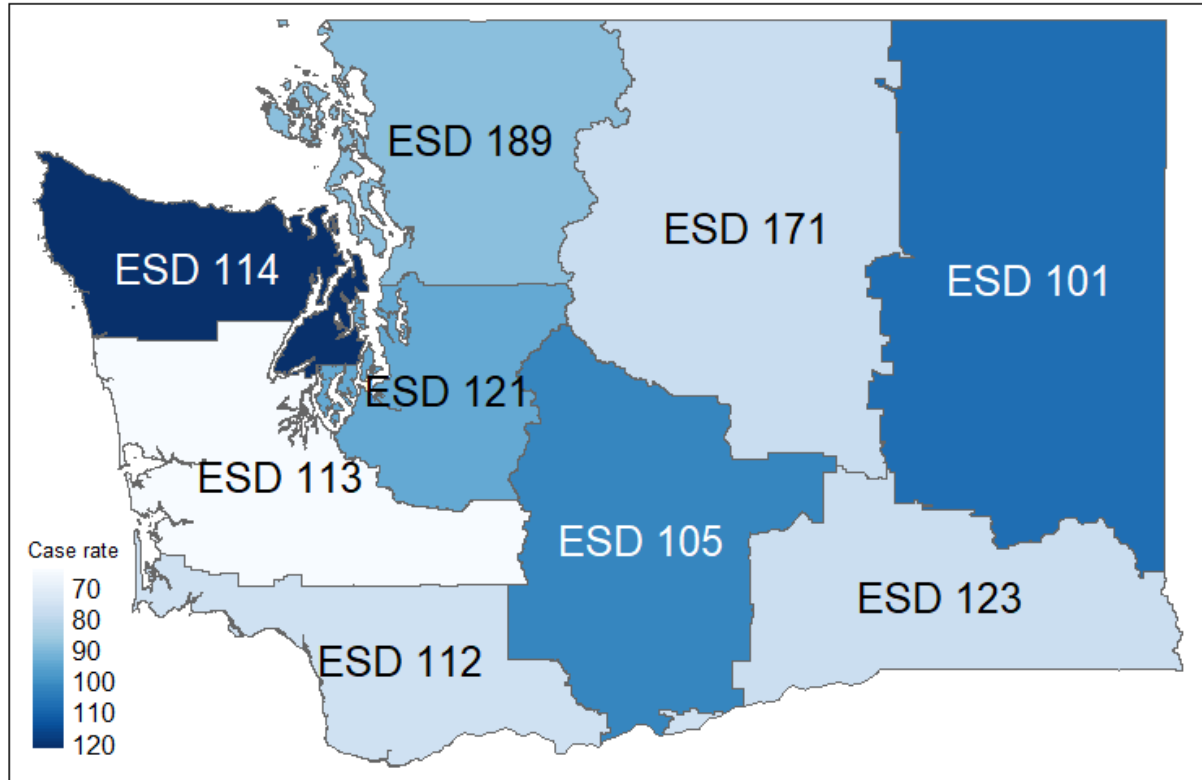 ESD 189
ESD 171
ESD 114
ESD 101
ESD 121
ESD 113
ESD 105
ESD 123
ESD 112
Case rate
70
80
90
100
110
120